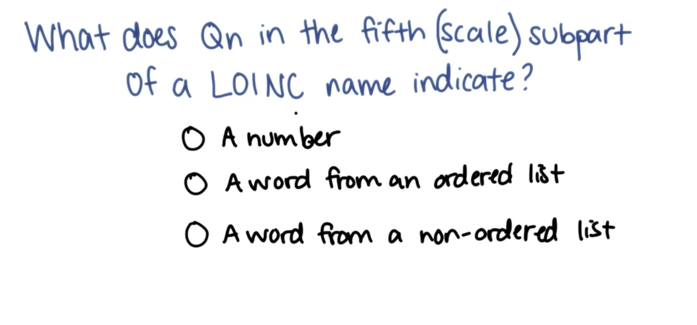 What does Qn in the fifth (scale) subpart
of a LOINC name indicate?
A number
A word from an ordered list
A word from a non-ordered list